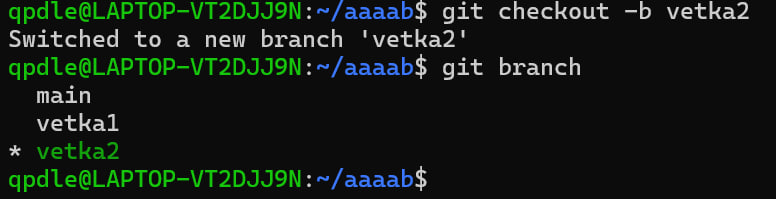 qpdle@LAPTOP-VT2DJJ9N:~/aaaab$ git checkout -b vetka2
Switched to a new branch 'vetka2'
qpdle@LAPTOP-VT2DJJ9N:~/aaaab$ git branch
  main
  vetka1
* vetka2
qpdle@LAPTOP-VT2DJJ9N:~/aaaab$